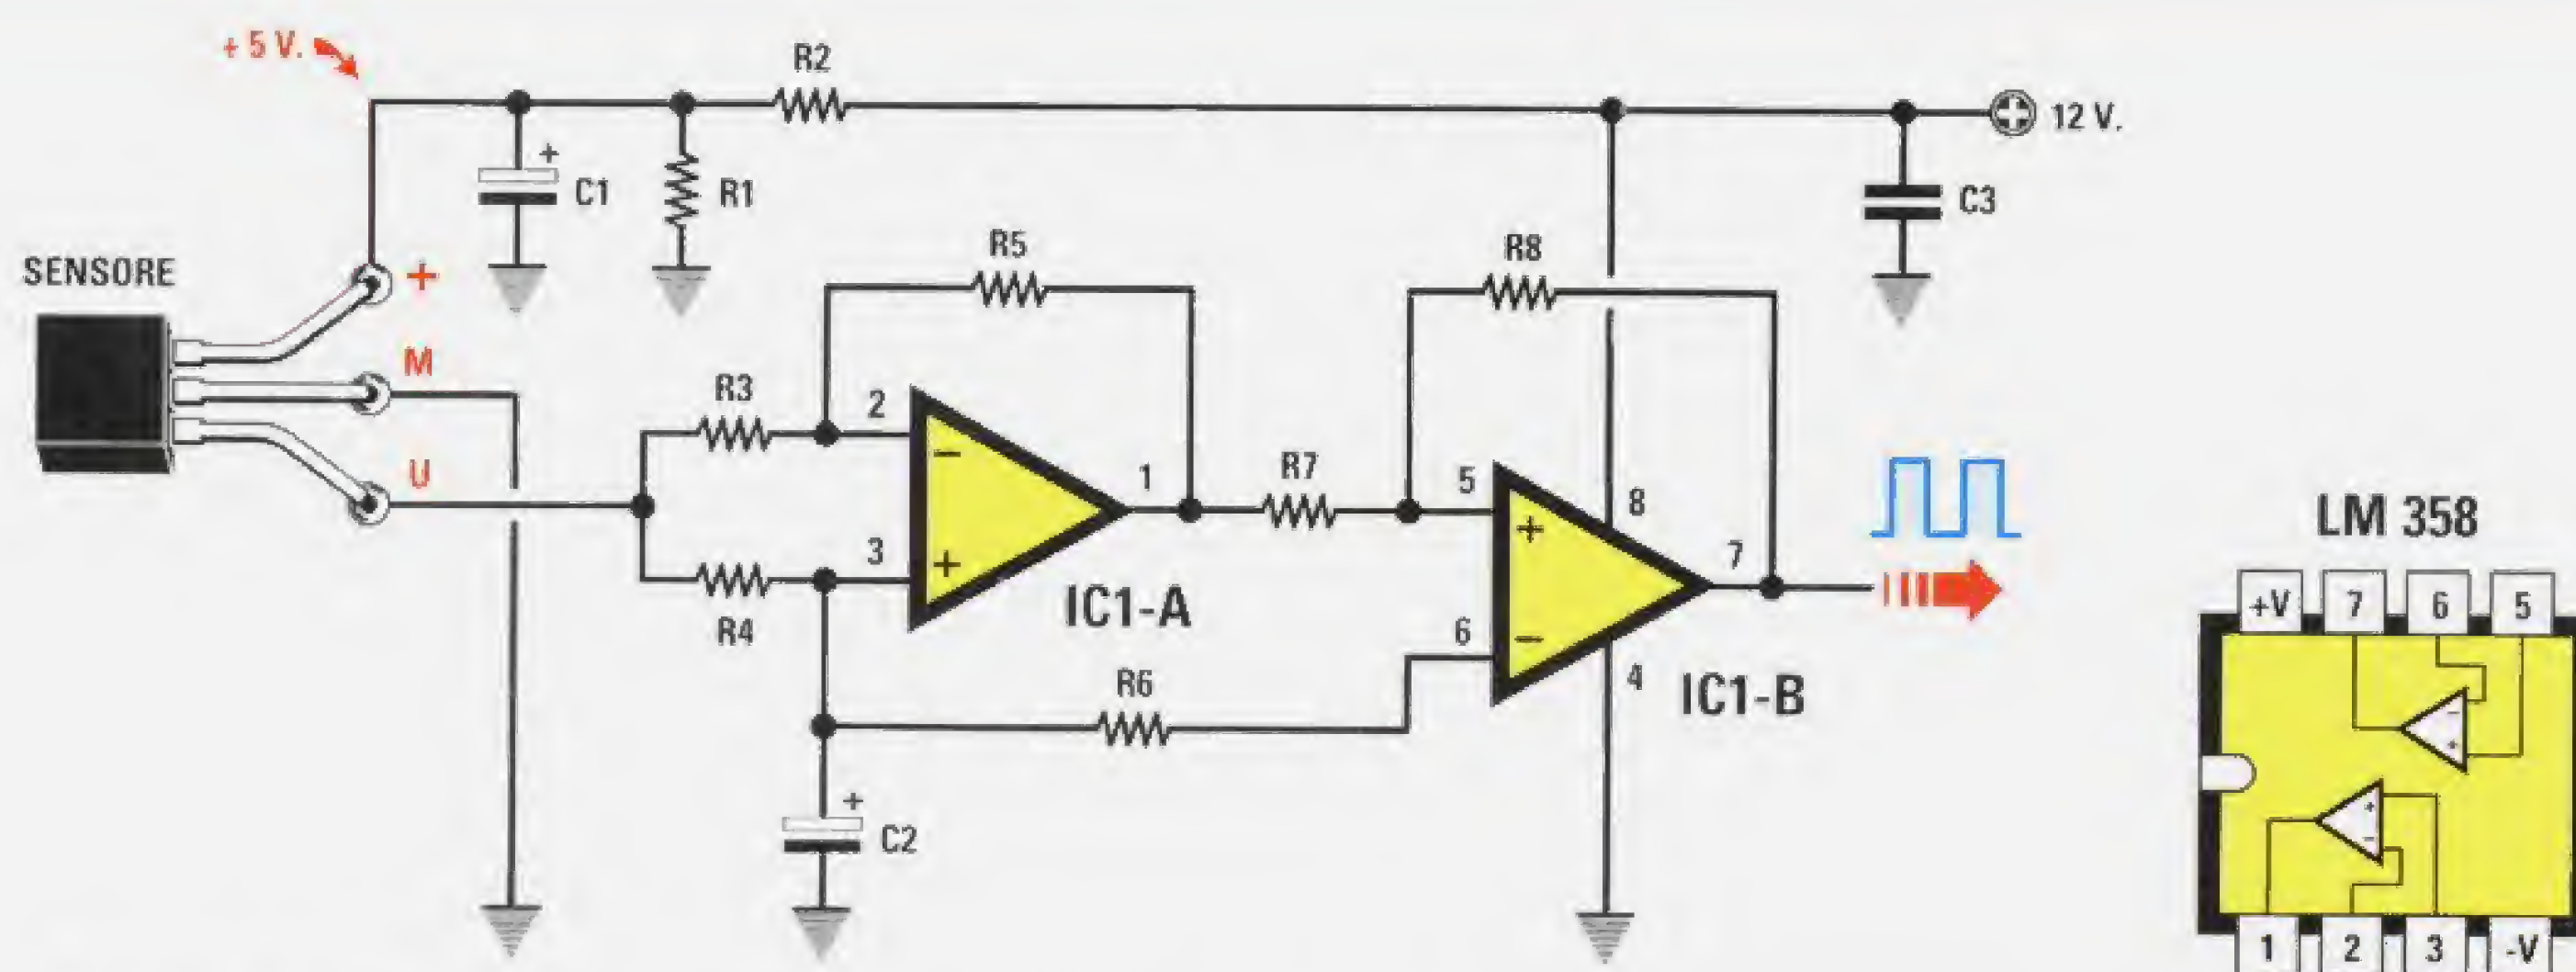 + 5 V.
R2
12 V.
+
C1
R1
C3
R5
R8
SENSORE
+
M
R3
2
U
R7
1
5
8
LM 358
3
−
+
+
7
R4
IC1-A
6
−
+V
7
6
5
R6
4
IC1-B
−
+
+
C2
+
−
1
2
3
-V